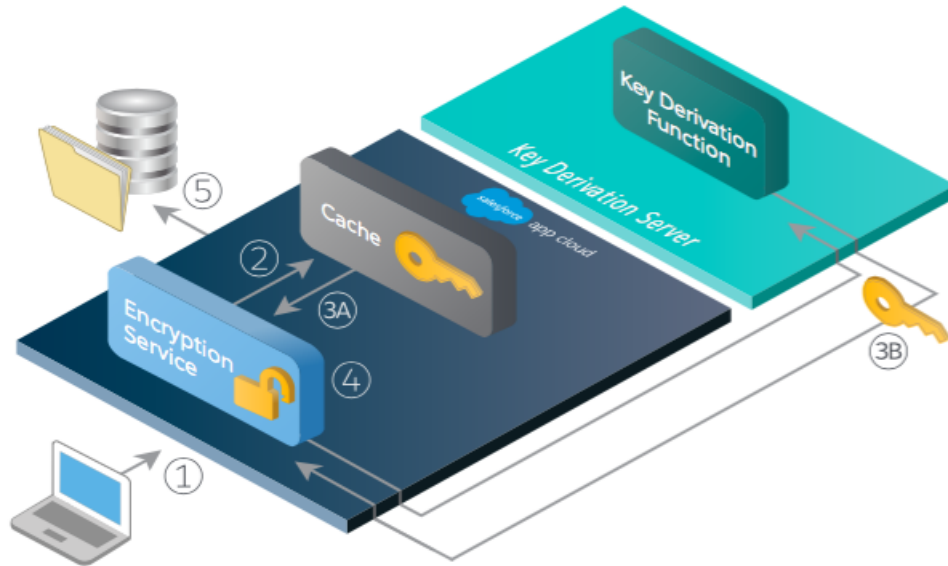 Key Derivation
Function
Key Derivation Server
salesforce
app cloud
Cache
5
2
3A
Encryption
Service
4
3B
1